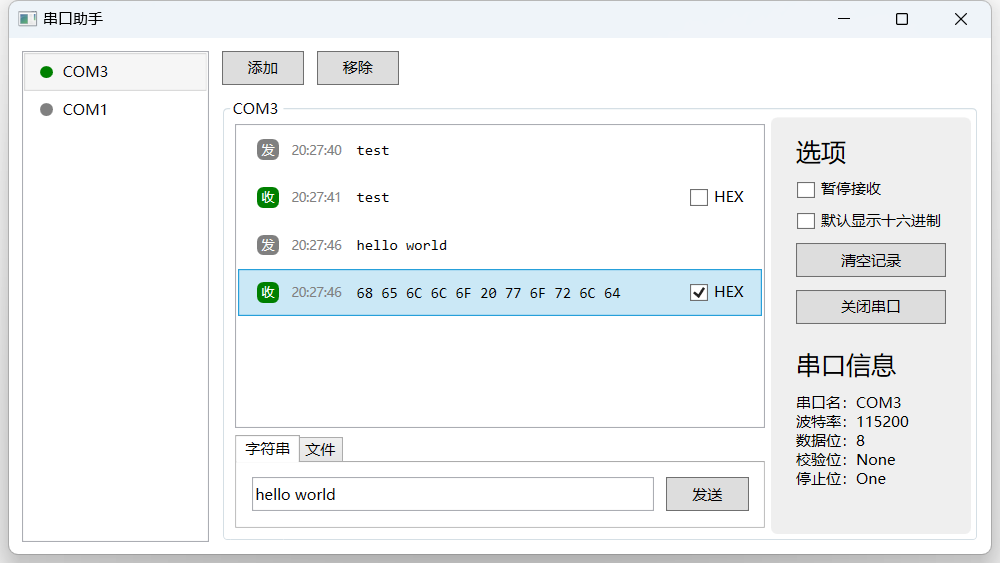 串口助手
COM3
COM1
添加 移除
COM3
发 20:27:40 test
收 20:27:41 test HEX
发 20:27:46 hello world
收 20:27:46 68 65 6C 6C 6F 20 77 6F 72 6C 64 HEX
字符串 文件
hello world 发送
选项
暂停接收
默认显示十六进制
清空记录
关闭串口
串口信息
串口名：COM3
波特率：115200
数据位：8
校验位：None
停止位：One